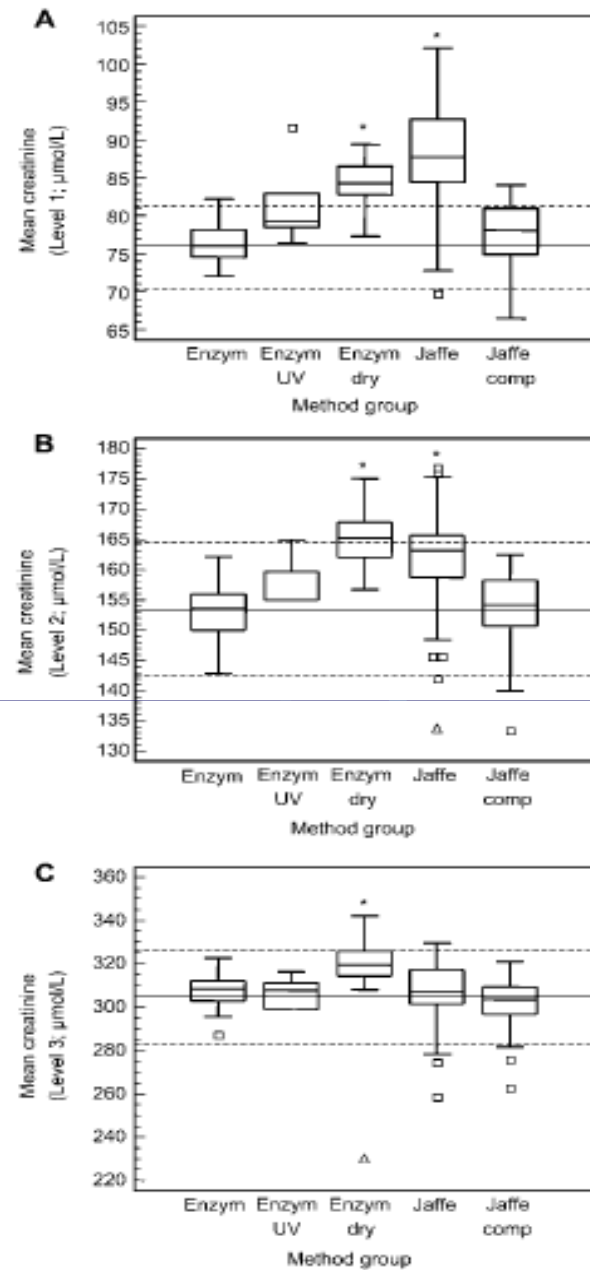 A
Mean creatinine
(Level 1; µmol/L)
105
100
95
90
85
80
75
70
65
*
*
Enzym
Enzym UV
Enzym dry
Jaffe
Jaffe comp
Method group
B
Mean creatinine
(Level 2; µmol/L)
180
175
170
165
160
155
150
145
140
135
130
*
*
Enzym
Enzym UV
Enzym dry
Jaffe
Jaffe comp
Method group
C
Mean creatinine
(Level 3; µmol/L)
360
340
320
300
280
260
240
220
*
Enzym
Enzym UV
Enzym dry
Jaffe
Jaffe comp
Method group